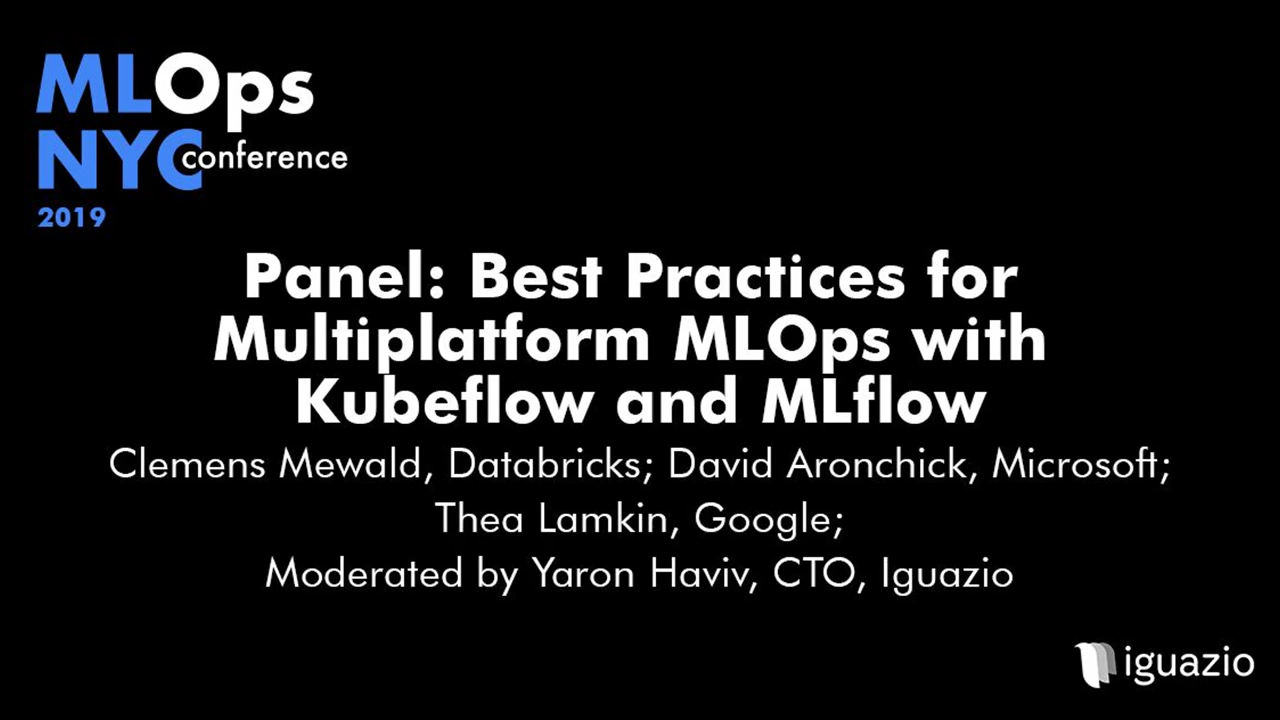 MLOps
NYC conference
2019
Panel: Best Practices for
Multiplatform MLOps with
Kubeflow and MLflow
Clemens Mewald, Databricks; David Aronchick, Microsoft;
Thea Lamkin, Google;
Moderated by Yaron Haviv, CTO, Iguazio
iguazio